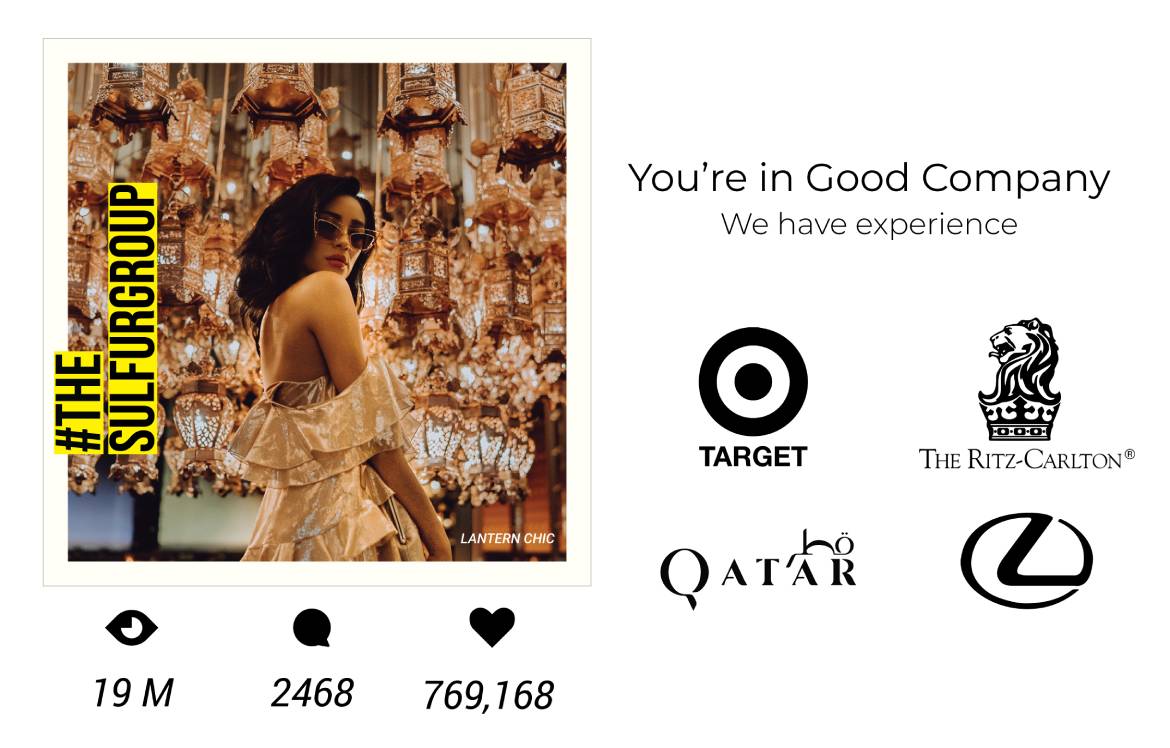 #THE
SULFURGROUP
LANTERN CHIC
19 M
2468
769,168
You're in Good Company
We have experience
TARGET
THE RITZ-CARLTON®
QATAR